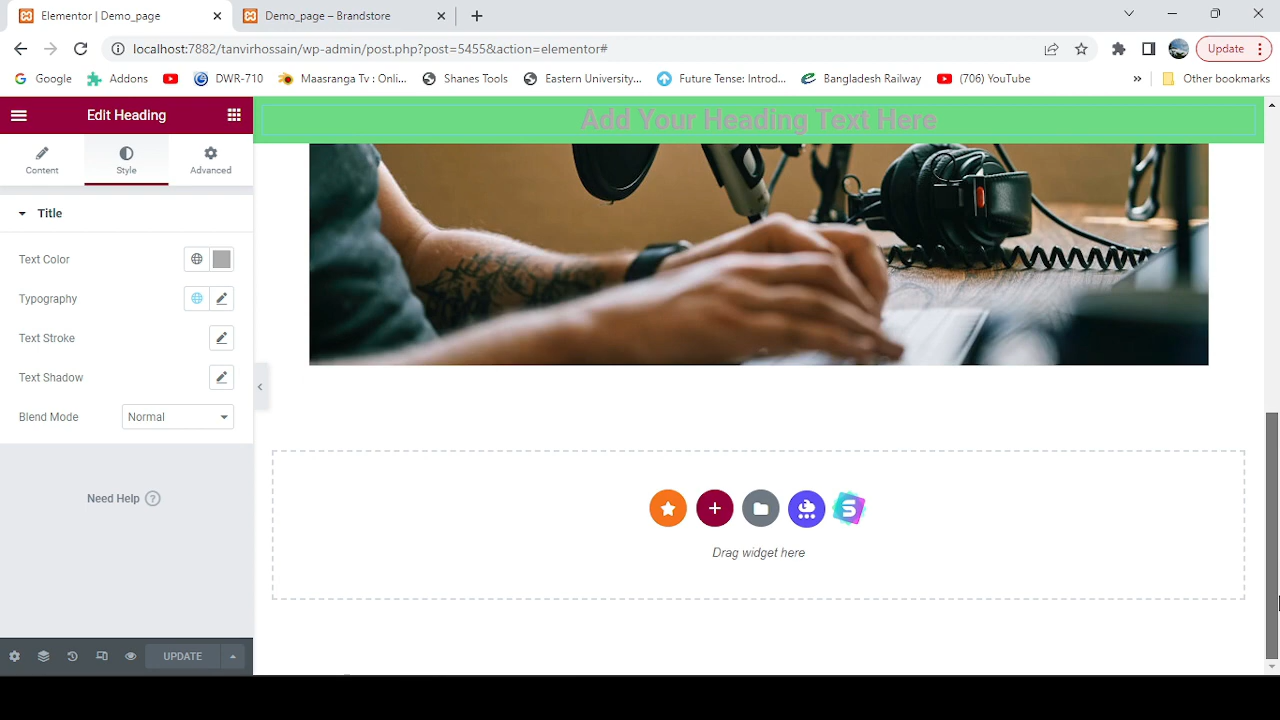 Elementor | Demo_page
Demo_page – Brandstore
localhost:7882/tanvirhossain/wp-admin/post.php?post=5455&action=elementor#
Update
Google
Addons
DWR-710
Maasranga Tv : Onli...
Shanes Tools
Eastern University,...
Future Tense: Introd...
Bangladesh Railway
(706) YouTube
»
Other bookmarks
Edit Heading
Content
Style
Advanced
Title
Text Color
Typography
Text Stroke
Text Shadow
Blend Mode
Normal
Need Help ?
UPDATE
Add Your Heading Text Here
Drag widget here